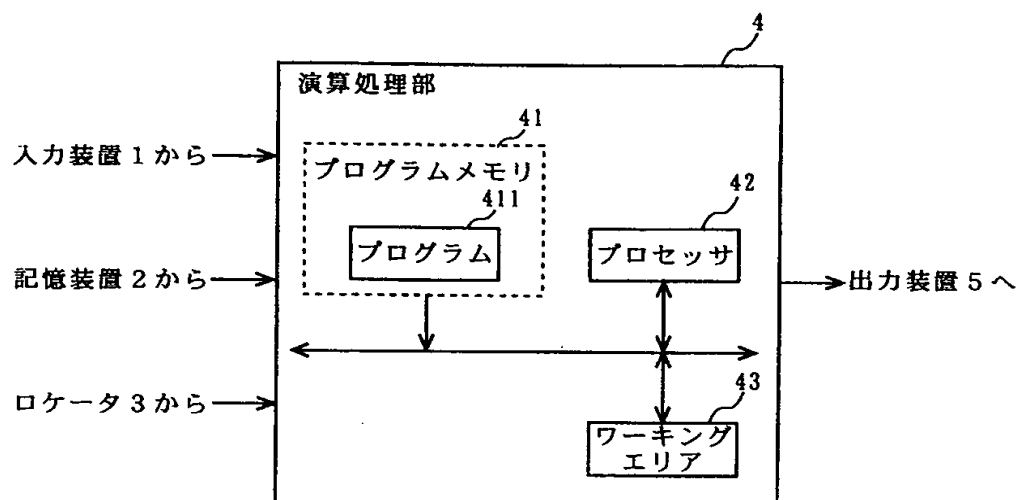 4
演算処理部
41
入力装置1から
プログラムメモリ
42
411
プログラム
プロセッサ
記憶装置2から
出力装置5へ
ロケータ3から
43
ワーキング
エリア